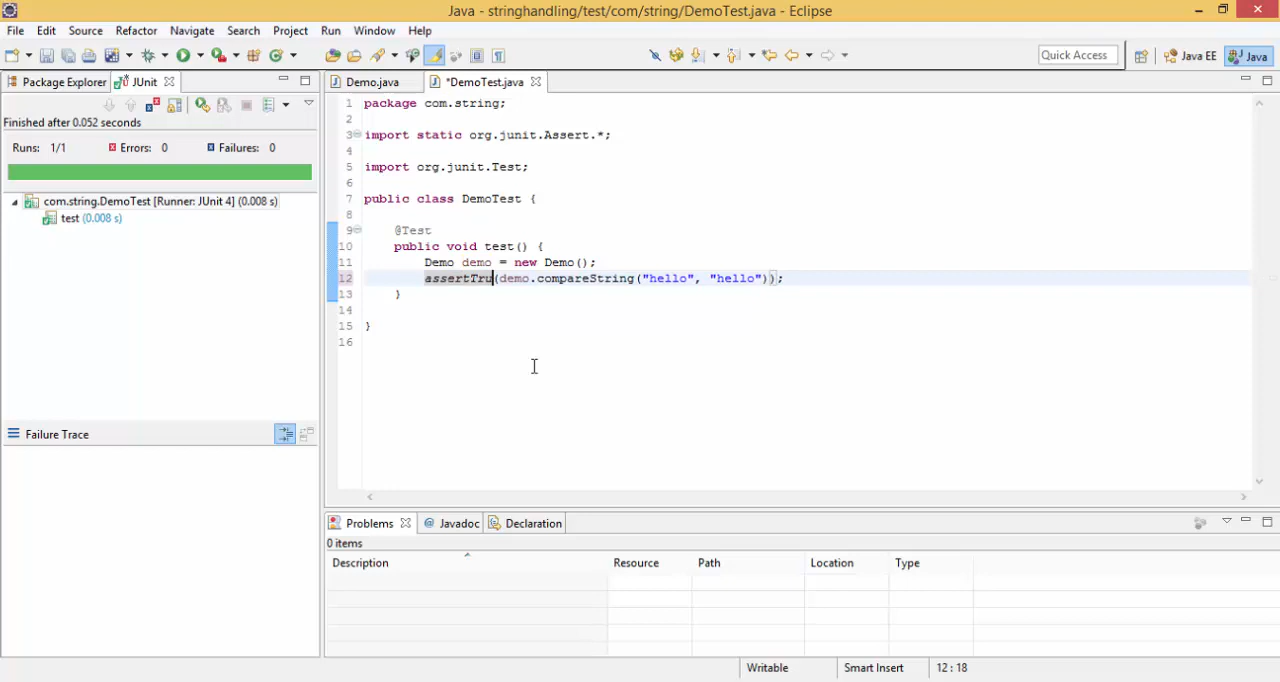 Java - stringhandling/test/com/string/DemoTest.java - Eclipse
File Edit Source Refactor Navigate Search Project Run Window Help
Quick Access Java EE Java
Package Explorer JUnit Demo.java *DemoTest.java
Finished after 0.052 seconds
Runs: 1/1 Errors: 0 Failures: 0
com.string.DemoTest [Runner: JUnit 4] (0.008 s)
test (0.008 s)
Failure Trace
1 package com.string;
2
3 import static org.junit.Assert.*;
4
5 import org.junit.Test;
6
7 public class DemoTest {
8
9 @Test
10 public void test() {
11 Demo demo = new Demo();
12 assertTru(demo.compareString("hello", "hello"));
13 }
14
15 }
16
Problems Javadoc Declaration
0 items
Description Resource Path Location Type
Writable Smart Insert 12 : 18